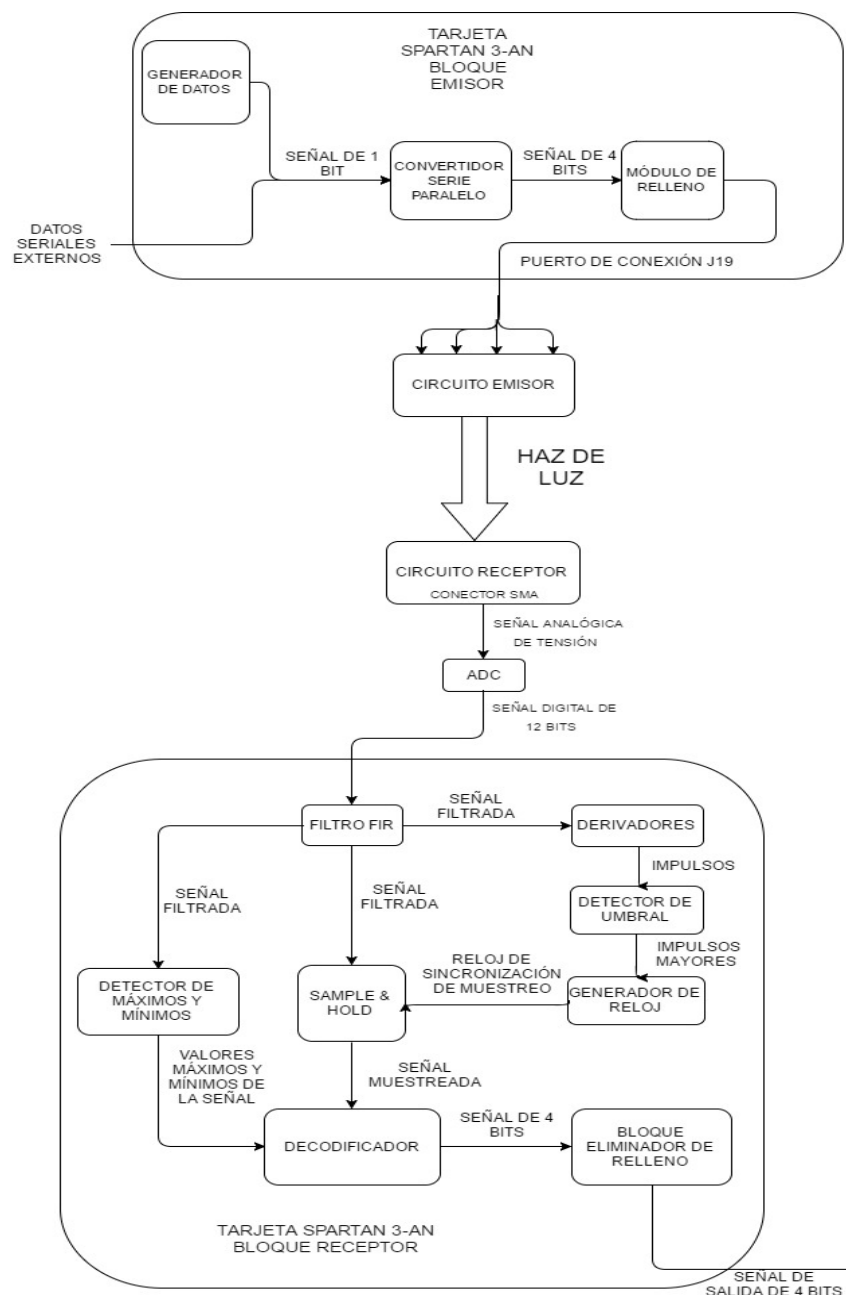 TARJETA
SPARTAN 3-AN
BLOQUE
EMISOR
GENERADOR
DE DATOS
SEÑAL DE 1
BIT
CONVERTIDOR
SERIE
PARALELO
SEÑAL DE 4
BITS
MÓDULO DE
RELLENO
DATOS
SERIALES
EXTERNOS
PUERTO DE CONEXIÓN J19
CIRCUITO EMISOR
HAZ DE
LUZ
CIRCUITO RECEPTOR
CONECTOR SMA
SEÑAL ANALÓGICA
DE TENSIÓN
ADC
SEÑAL DIGITAL DE
12 BITS
FILTRO FIR
SEÑAL
FILTRADA
DERIVADORES
IMPULSOS
SEÑAL
FILTRADA
SEÑAL
FILTRADA
DETECTOR DE
UMBRAL
IMPULSOS
MAYORES
RELOJ DE
SINCRONIZACIÓN
DE MUESTREO
GENERADOR DE
RELOJ
DETECTOR DE
MÁXIMOS Y
MÍNIMOS
SAMPLE &
HOLD
VALORES
MÁXIMOS Y
MÍNIMOS DE
LA SEÑAL
SEÑAL
MUESTREADA
DECODIFICADOR
SEÑAL DE 4
BITS
BLOQUE
ELIMINADOR DE
RELLENO
TARJETA SPARTAN 3-AN
BLOQUE RECEPTOR
SEÑAL DE
SALIDA DE 4 BITS